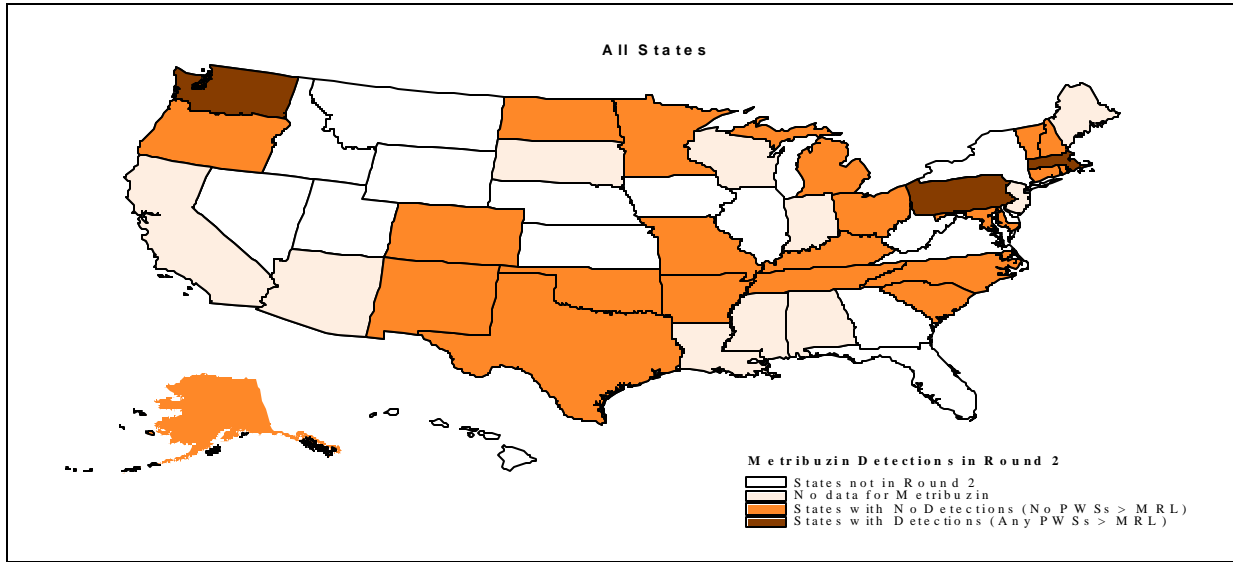 All States
Metribuzin Detections in Round 2
States not in Round 2
No data for Metribuzin
States with No Detections (No PWSs > MRL)
States with Detections (Any PWSs > MRL)